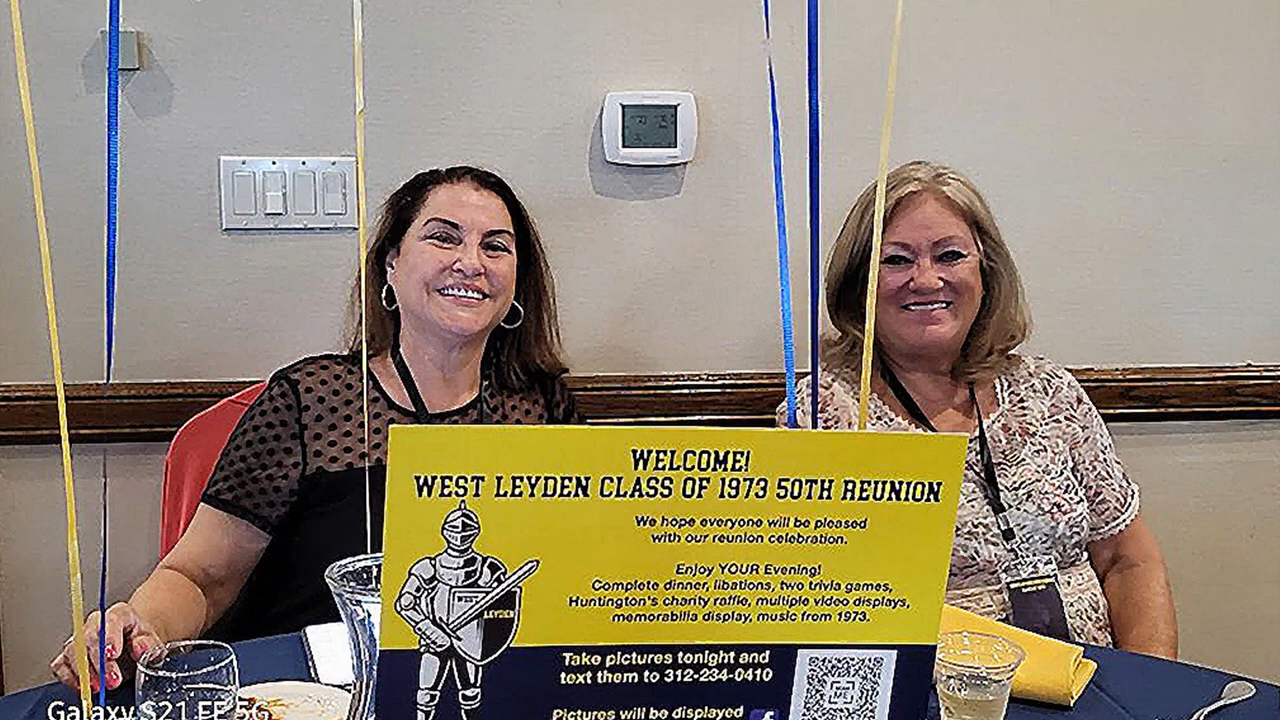 WELCOME!
WEST LEYDEN CLASS OF 1973 50TH REUNION
We hope everyone will be pleased
with our reunion celebration.
Enjoy YOUR Evening!
Complete dinner, libations, two trivia games,
Huntington's charity raffle, multiple video displays,
memorabilia display, music from 1973.
WEST LEYDEN
Take pictures tonight and
text them to 312-234-0410
Pictures will be displayed
Galaxy S21 FE 5G